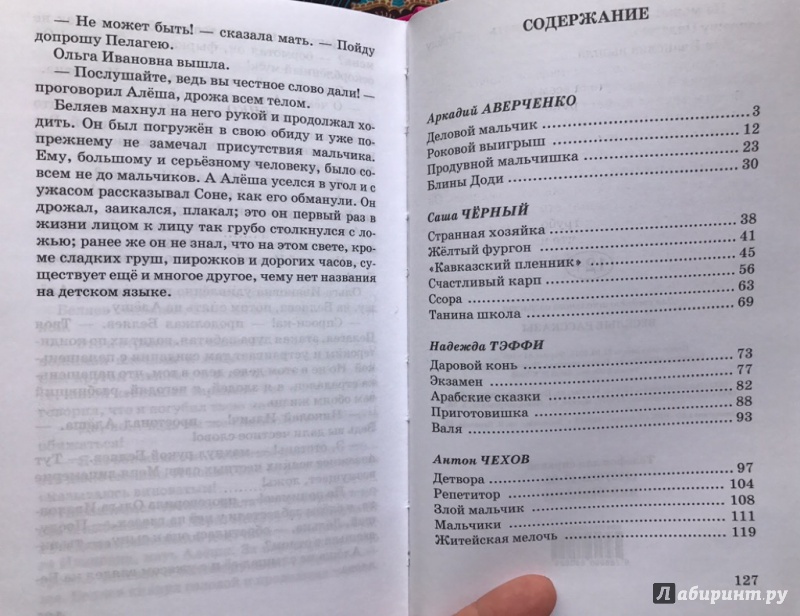 — Не может быть! — сказала мать. — Пойду
допрошу Пелагею.
Ольга Ивановна вышла.
— Послушайте, ведь вы честное слово дали! —
проговорил Алёша, дрожа всем телом.
Беляев махнул на него рукой и продолжал хо-
дить. Он был погружён в свою обиду и уже по-
прежнему не замечал присутствия мальчика.
Ему, большому и серьёзному человеку, было со-
всем не до мальчиков. А Алёша уселся в угол и с
ужасом рассказывал Соне, как его обманули. Он
дрожал, заикался, плакал; это он первый раз в
жизни лицом к лицу так грубо столкнулся с ло-
жью; ранее же он не знал, что на этом свете, кро-
ме сладких груш, пирожков и дорогих часов, су-
ществует ещё и многое другое, чему нет названия
на детском языке.
СОДЕРЖАНИЕ
Аркадий АВЕРЧЕНКО
Деловой мальчик 3
Роковой выигрыш 12
Продувной мальчишка 23
Блины Доди 30
Саша ЧЁРНЫЙ
Странная хозяйка 38
Жёлтый фургон 41
«Кавказский пленник» 45
Счастливый карп 56
Ссора 63
Танина школа 69
Надежда ТЭФФИ
Даровой конь 73
Экзамен 77
Арабские сказки 82
Приготовишка 88
Валя 93
Антон ЧЕХОВ
Детвора 97
Репетитор 104
Злой мальчик 108
Мальчики 111
Житейская мелочь 119
127
Лабиринт.ру